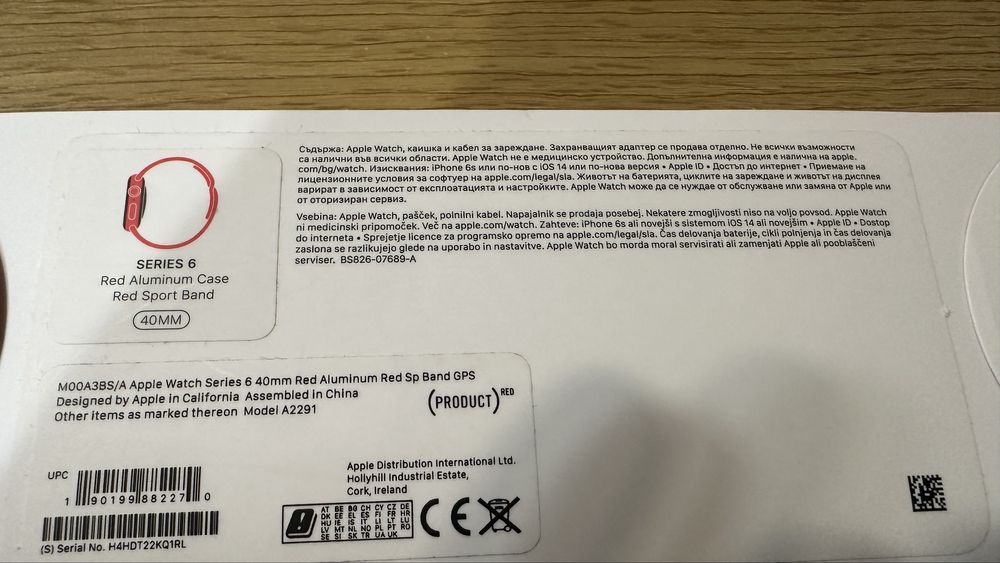 SERIES 6
Red Aluminum Case
Red Sport Band
40MM
Съдържа: Apple Watch, каишка и кабел за зареждане. Захранващият адаптер се продава отделно. Не всички възможности
са налични във всички области. Apple Watch не е медицинско устройство. Допълнителна информация е налична на apple.
com/bg/watch. Изисквания: iPhone 6s или по-нов с iOS 14 или по-нова версия • Apple ID • Достъп до интернет • Приемане на
лицензионните условия за софтуер на apple.com/legal/sla. Животът на батерията, циклите на зареждане и животът на дисплея
варират в зависимост от експлоатацията и настройките. Apple Watch може да се нуждае от обслужване или замяна от Apple или
от оторизиран сервиз.
Vsebina: Apple Watch, pašček, polnilni kabel. Napajalnik se prodaja posebej. Nekatere zmogljivosti niso na voljo povsod. Apple Watch
ni medicinski pripomoček. Več na apple.com/watch. Zahteve: iPhone 6s ali novejši s sistemom iOS 14 ali novejšim • Apple ID • Dostop
do interneta • Sprejetje licence za programsko opremo na apple.com/legal/sla. Čas delovanja baterije, cikli polnjenja in čas delovanja
zaslona se razlikujejo glede na uporabo in nastavitve. Apple Watch bo morda moral servisirati ali zamenjati Apple ali pooblaščeni
serviser. BS826-07689-A
M00A3BS/A Apple Watch Series 6 40mm Red Aluminum Red Sp Band GPS
Designed by Apple in California Assembled in China
Other items as marked thereon Model A2291
(PRODUCT)RED
UPC
1 90199 88227 0
(S) Serial No. H4HDT22KQ1RL
Apple Distribution International Ltd.
Hollyhill Industrial Estate,
Cork, Ireland
AT BE BG CH CY CZ DE
DK EE EL ES FI FR HR
HU IE IS IT LI LT LU
LV MT NL NO PL PT RO
SE SI SK TR UA UK
CE